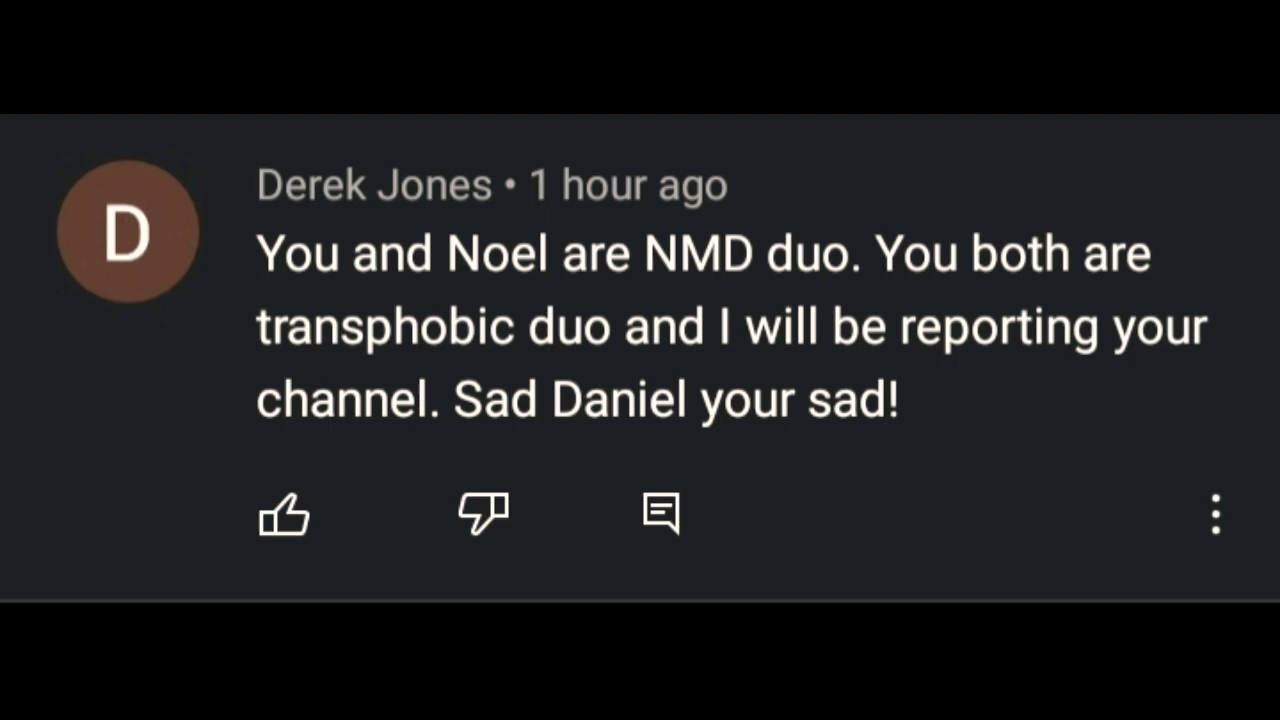 D
Derek Jones • 1 hour ago
You and Noel are NMD duo. You both are
transphobic duo and I will be reporting your
channel. Sad Daniel your sad!